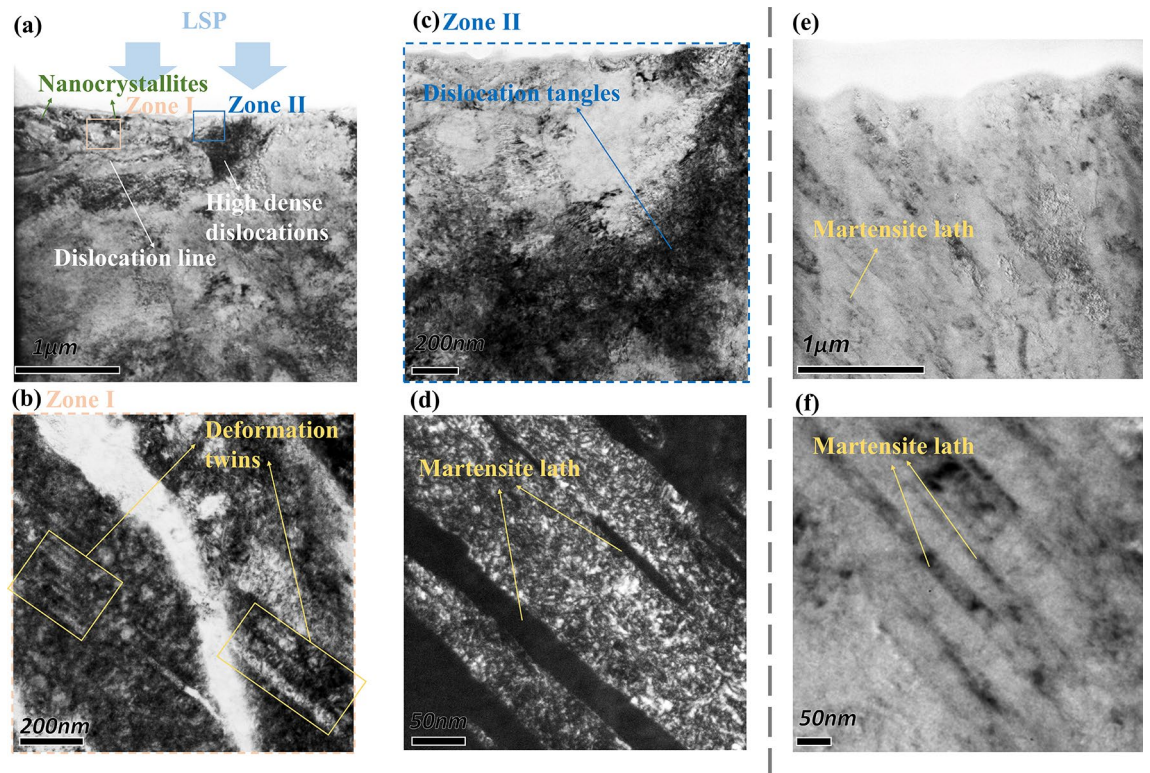 (a)
LSP
Nanocrystallites
Zone I
Zone II
High dense
dislocations
Dislocation line
1μm
(b) Zone I
Deformation
twins
200nm
(c) Zone II
Dislocation tangles
200nm
(d)
Martensite lath
50nm
(e)
Martensite lath
1μm
(f)
Martensite lath
50nm